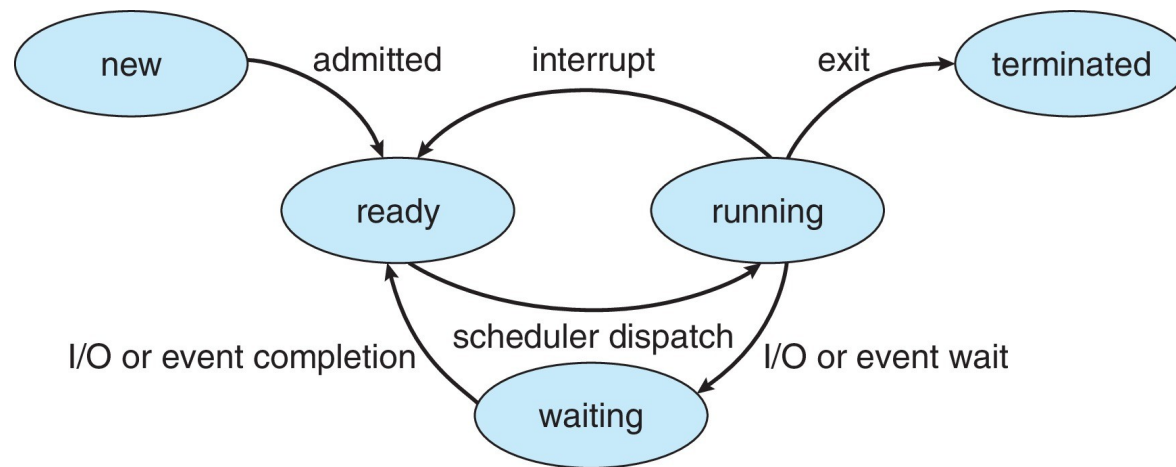 new
admitted
interrupt
exit
terminated
ready
running
I/O or event completion
scheduler dispatch
I/O or event wait
waiting